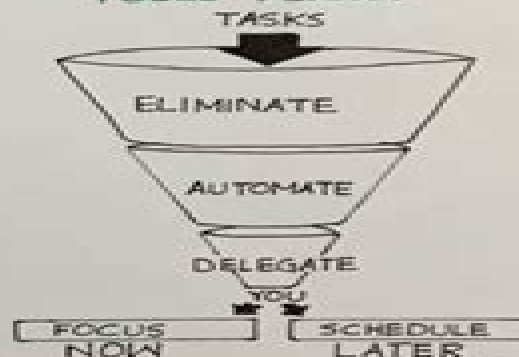 TASKS
ELIMINATE
AUTOMATE
DELEGATE
YOU
FOCUS SCHEDULE
NOW LATER